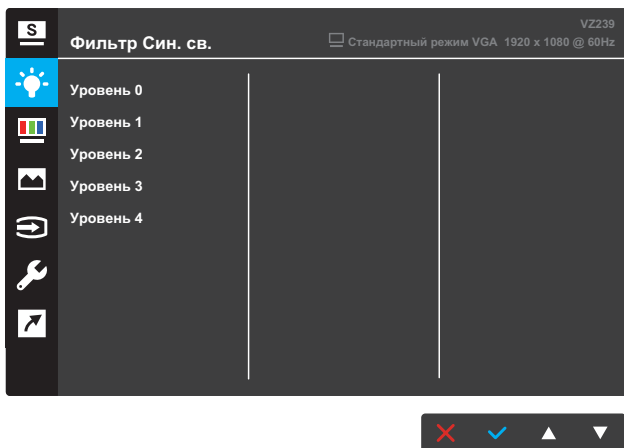 S
VZ239
Фильтр Син. св.
Стандартный режим VGA 1920 x 1080 @ 60Hz
Уровень 0
Уровень 1
Уровень 2
Уровень 3
Уровень 4